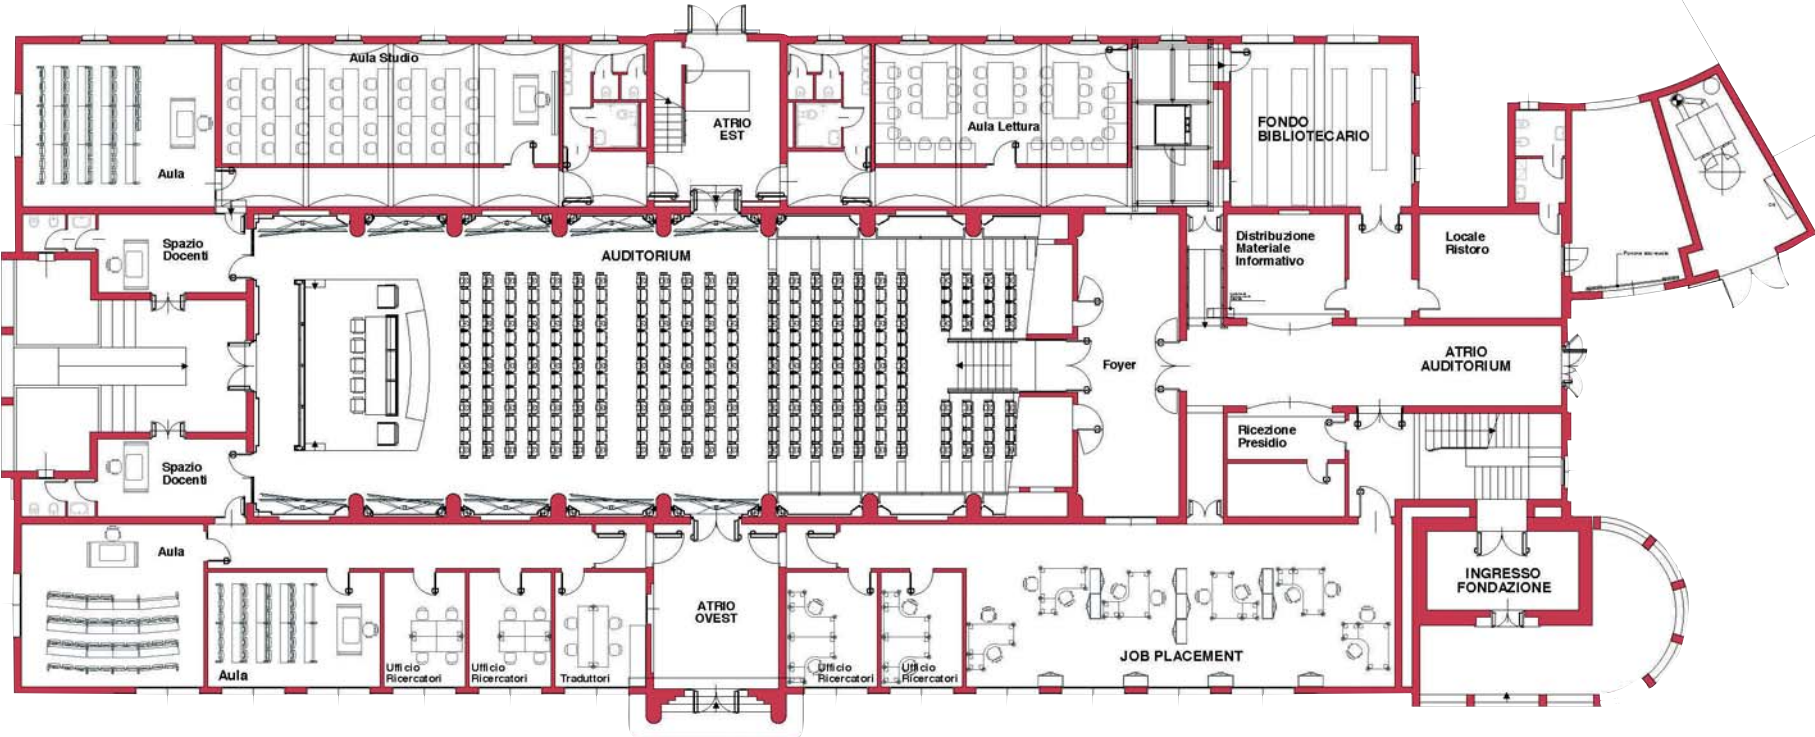 Aula Studio
ATRIO
EST
Aula Lettura
FONDO
BIBLIOTECARIO
Aula
Spazio
Docenti
AUDITORIUM
Distribuzione
Materiale
Informativo
Locale
Ristoro
Foyer
ATRIO
AUDITORIUM
Ricezione
Presidio
Spazio
Docenti
Aula
Aula
Ufficio
Ricercatori
Ufficio
Ricercatori
Traduttori
ATRIO
OVEST
Ufficio
Ricercatori
Ufficio
Ricercatori
JOB PLACEMENT
INGRESSO
FONDAZIONE